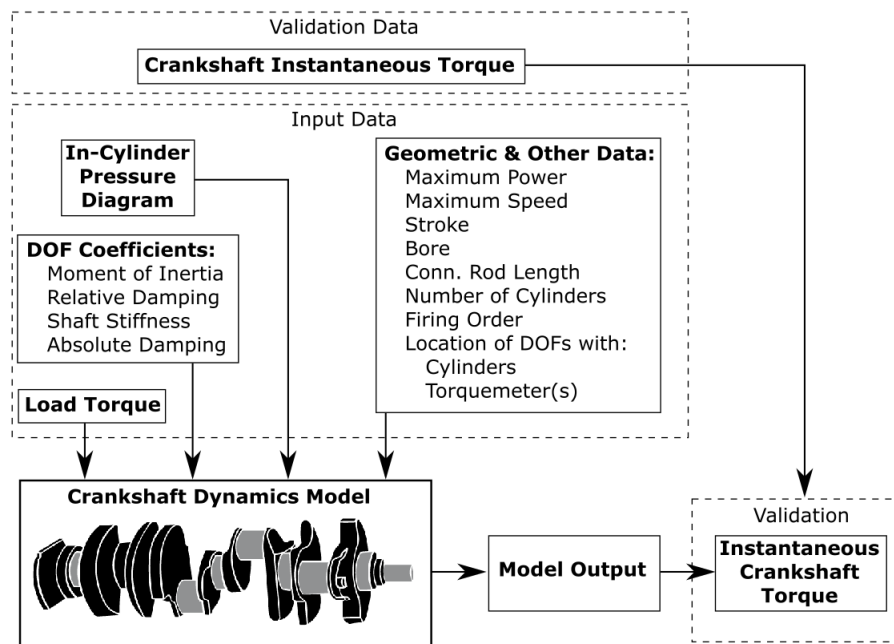 Validation Data
Crankshaft Instantaneous Torque
Input Data
In-Cylinder
Pressure
Diagram
DOF Coefficients:
Moment of Inertia
Relative Damping
Shaft Stiffness
Absolute Damping
Load Torque
Geometric & Other Data:
Maximum Power
Maximum Speed
Stroke
Bore
Conn. Rod Length
Number of Cylinders
Firing Order
Location of DOFs with:
Cylinders
Torquemeter(s)
Crankshaft Dynamics Model
Model Output
Validation
Instantaneous
Crankshaft
Torque